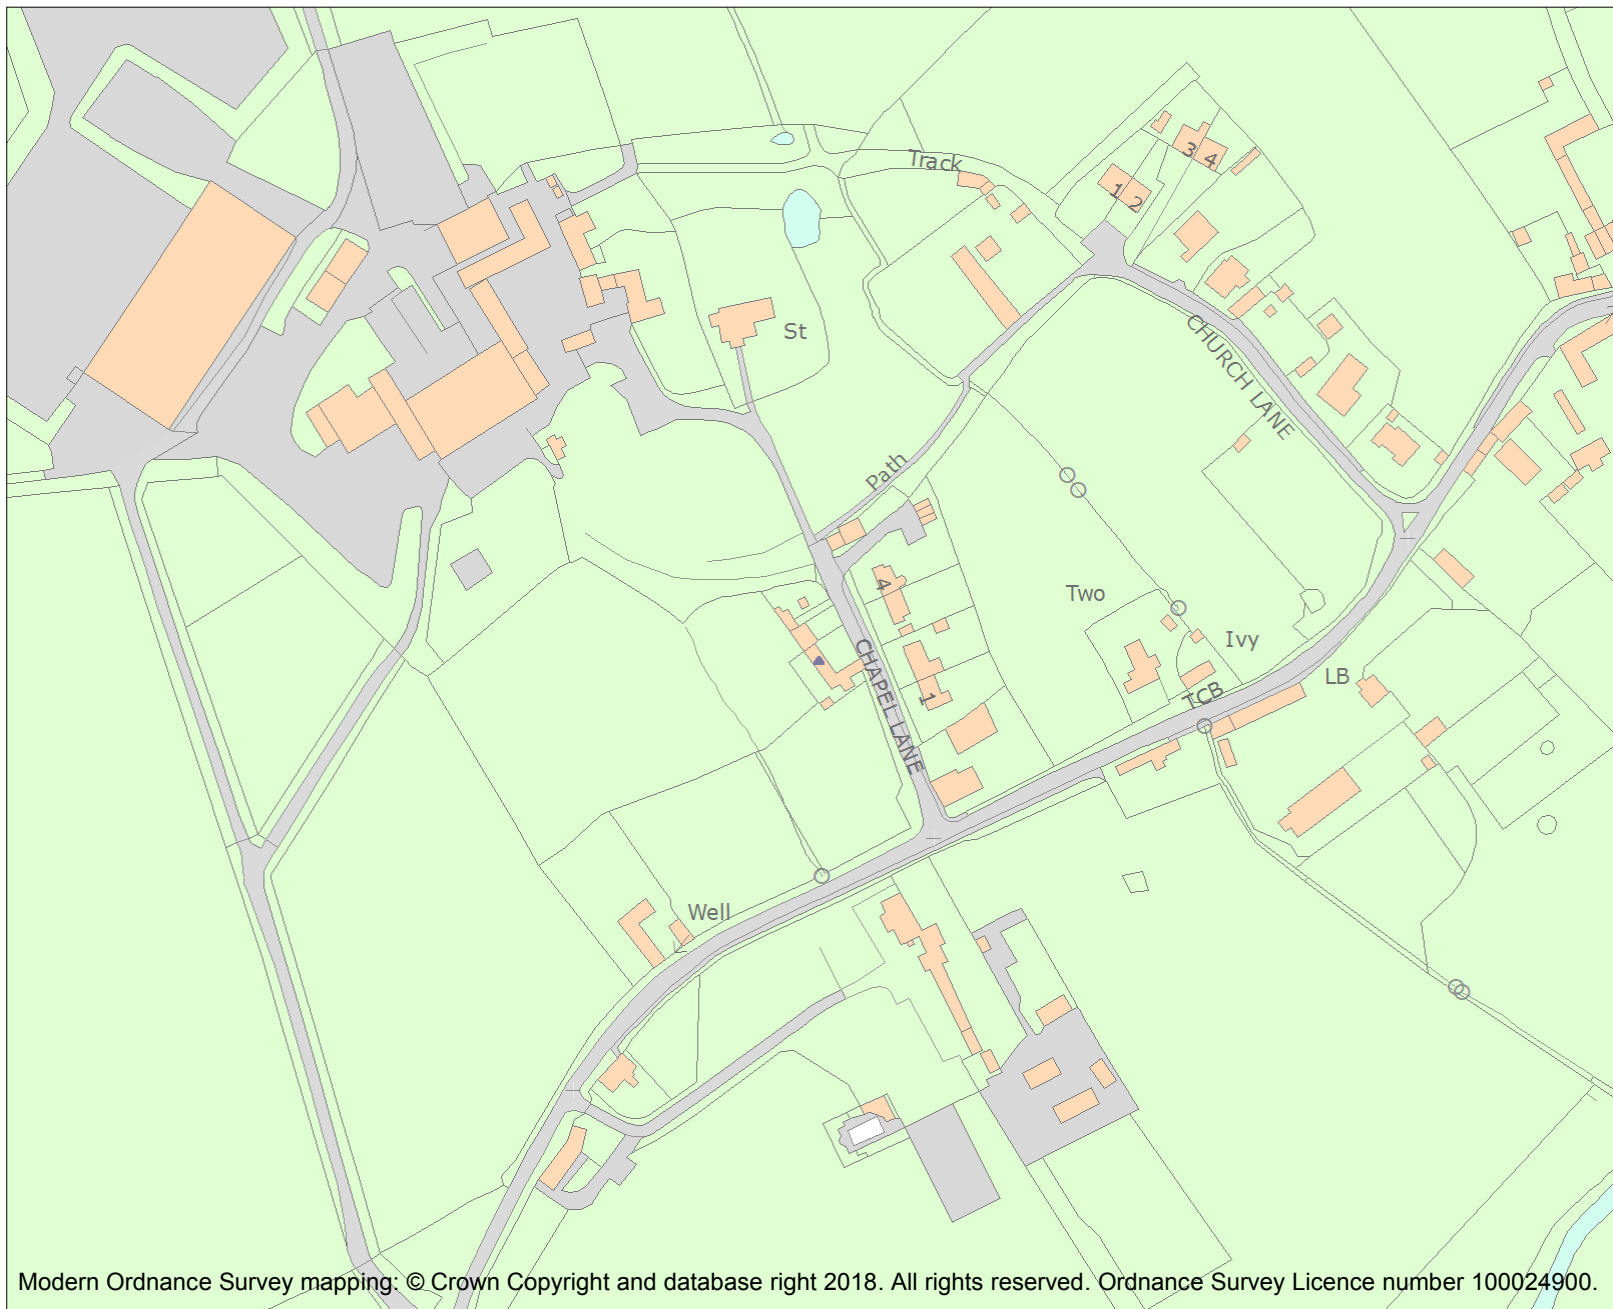 Track
3 4
1 2
St
CHURCH LANE
Path
4
Two
Ivy
CHAPEL LANE
1
TCB
LB
Well
Modern Ordnance Survey mapping: © Crown Copyright and database right 2018. All rights reserved. Ordnance Survey Licence number 100024900.